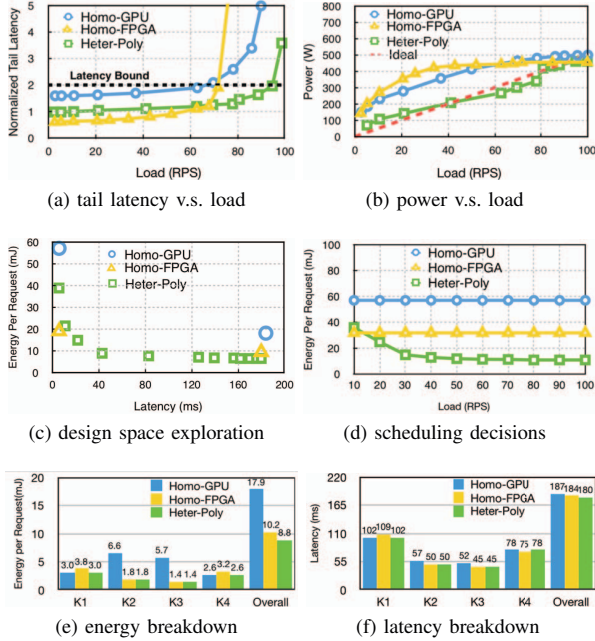 Normalized Tail Latency
5
4
3
2
1
0
Homo-GPU
Homo-FPGA
Heter-Poly
Latency Bound
0 20 40 60 80 100
Load (RPS)
(a) tail latency v.s. load
Power (W)
800
700
600
500
400
300
200
100
0
Homo-GPU
Homo-FPGA
Heter-Poly
Ideal
0 20 40 60 80 100
Load (RPS)
(b) power v.s. load
Energy Per Request (mJ)
60
50
40
30
20
10
0
Homo-GPU
Homo-FPGA
Heter-Poly
0 40 80 120 160 200
Latency (ms)
(c) design space exploration
Energy Per Request (mJ)
100
80
60
40
20
0
Homo-GPU
Homo-FPGA
Heter-Poly
10 20 30 40 50 60 70 80 90 100
Load (RPS)
(d) scheduling decisions
Energy per Request(mJ)
20
15
10
5
0
Homo-GPU
Homo-FPGA
Heter-Poly
3.0 3.8 3.0
6.6 1.8 1.8
5.7 1.4 1.4
2.6 3.2 2.6
17.9 10.2 8.8
K1 K2 K3 K4 Overall
(e) energy breakdown
Latency (ms)
220
165
110
55
0
Homo-GPU
Homo-FPGA
Heter-Poly
102 109 102
57 50 50
52 45 45
78 75 78
187 184 180
K1 K2 K3 K4 Overall
(f) latency breakdown